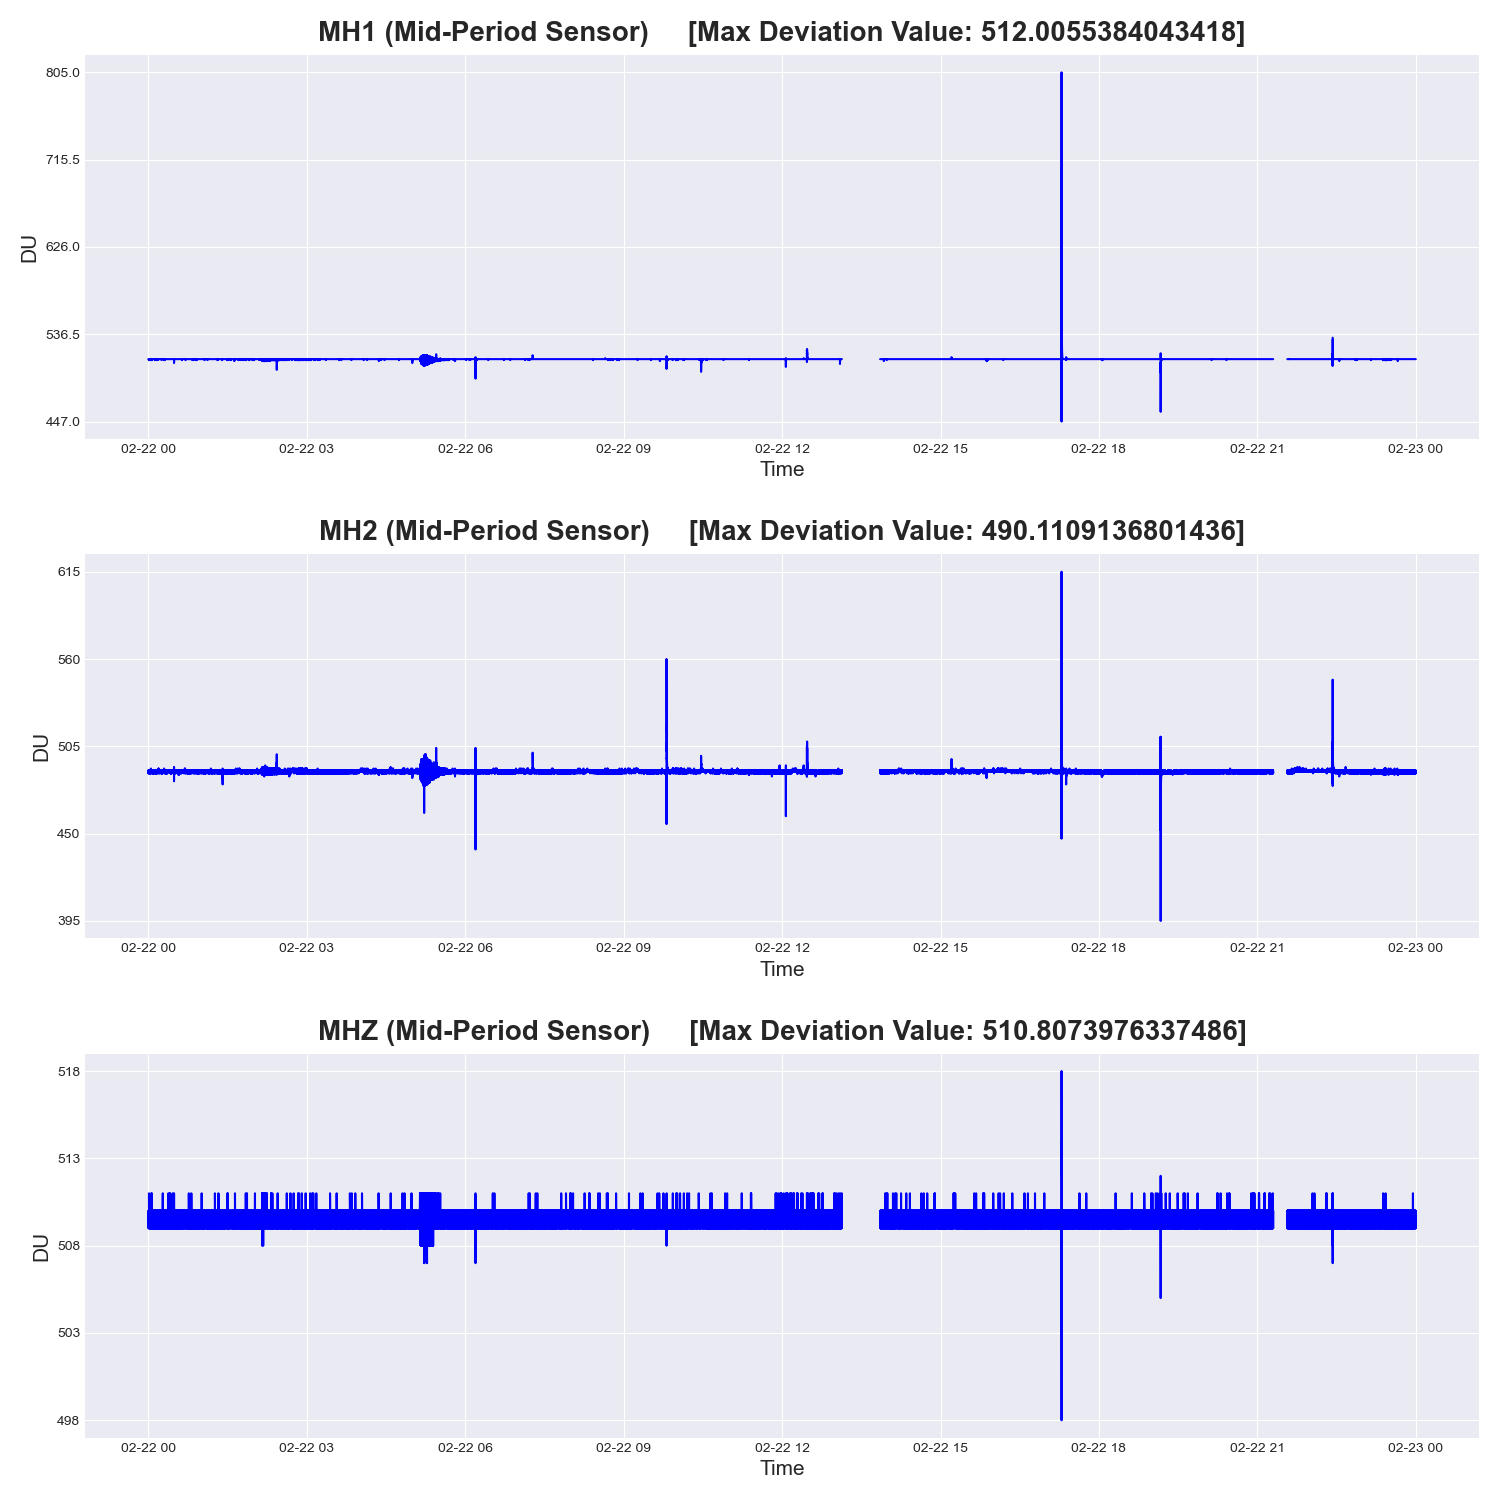 MH1 (Mid-Period Sensor) [Max Deviation Value: 512.0055384043418]
805.0
715.5
626.0
536.5
447.0
DU
02-22 00 02-22 03 02-22 06 02-22 09 02-22 12 02-22 15 02-22 18 02-22 21 02-23 00
Time
MH2 (Mid-Period Sensor) [Max Deviation Value: 490.1109136801436]
615
560
505
450
395
DU
02-22 00 02-22 03 02-22 06 02-22 09 02-22 12 02-22 15 02-22 18 02-22 21 02-23 00
Time
MHZ (Mid-Period Sensor) [Max Deviation Value: 510.8073976337486]
518
513
508
503
498
DU
02-22 00 02-22 03 02-22 06 02-22 09 02-22 12 02-22 15 02-22 18 02-22 21 02-23 00
Time